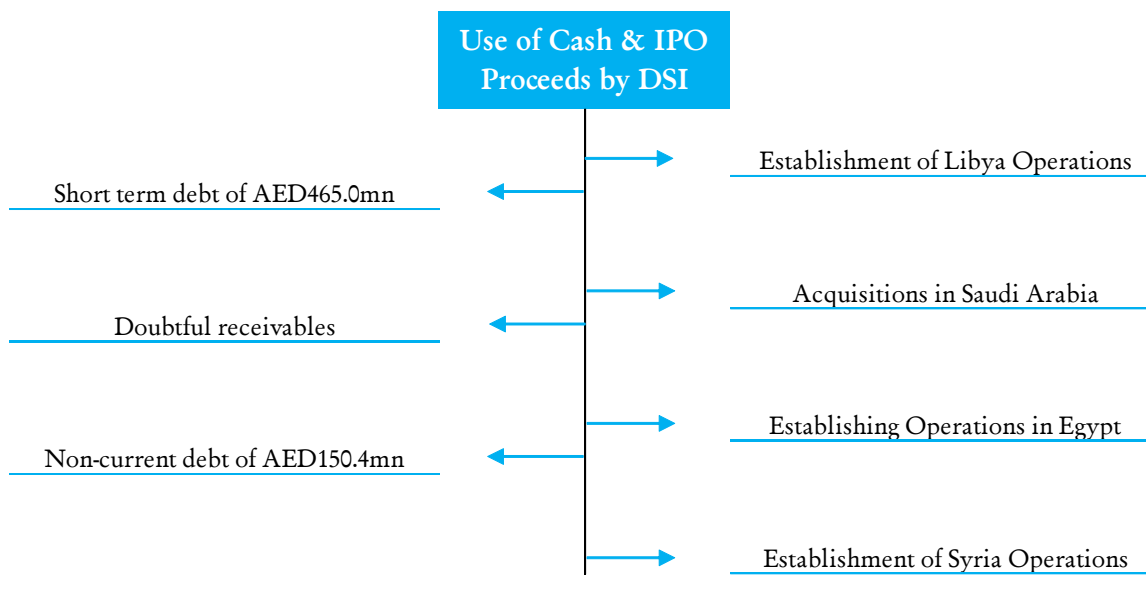 Use of Cash & IPO
Proceeds by DSI
Establishment of Libya Operations
Short term debt of AED465.0mn
Acquisitions in Saudi Arabia
Doubtful receivables
Establishing Operations in Egypt
Non-current debt of AED150.4mn
Establishment of Syria Operations